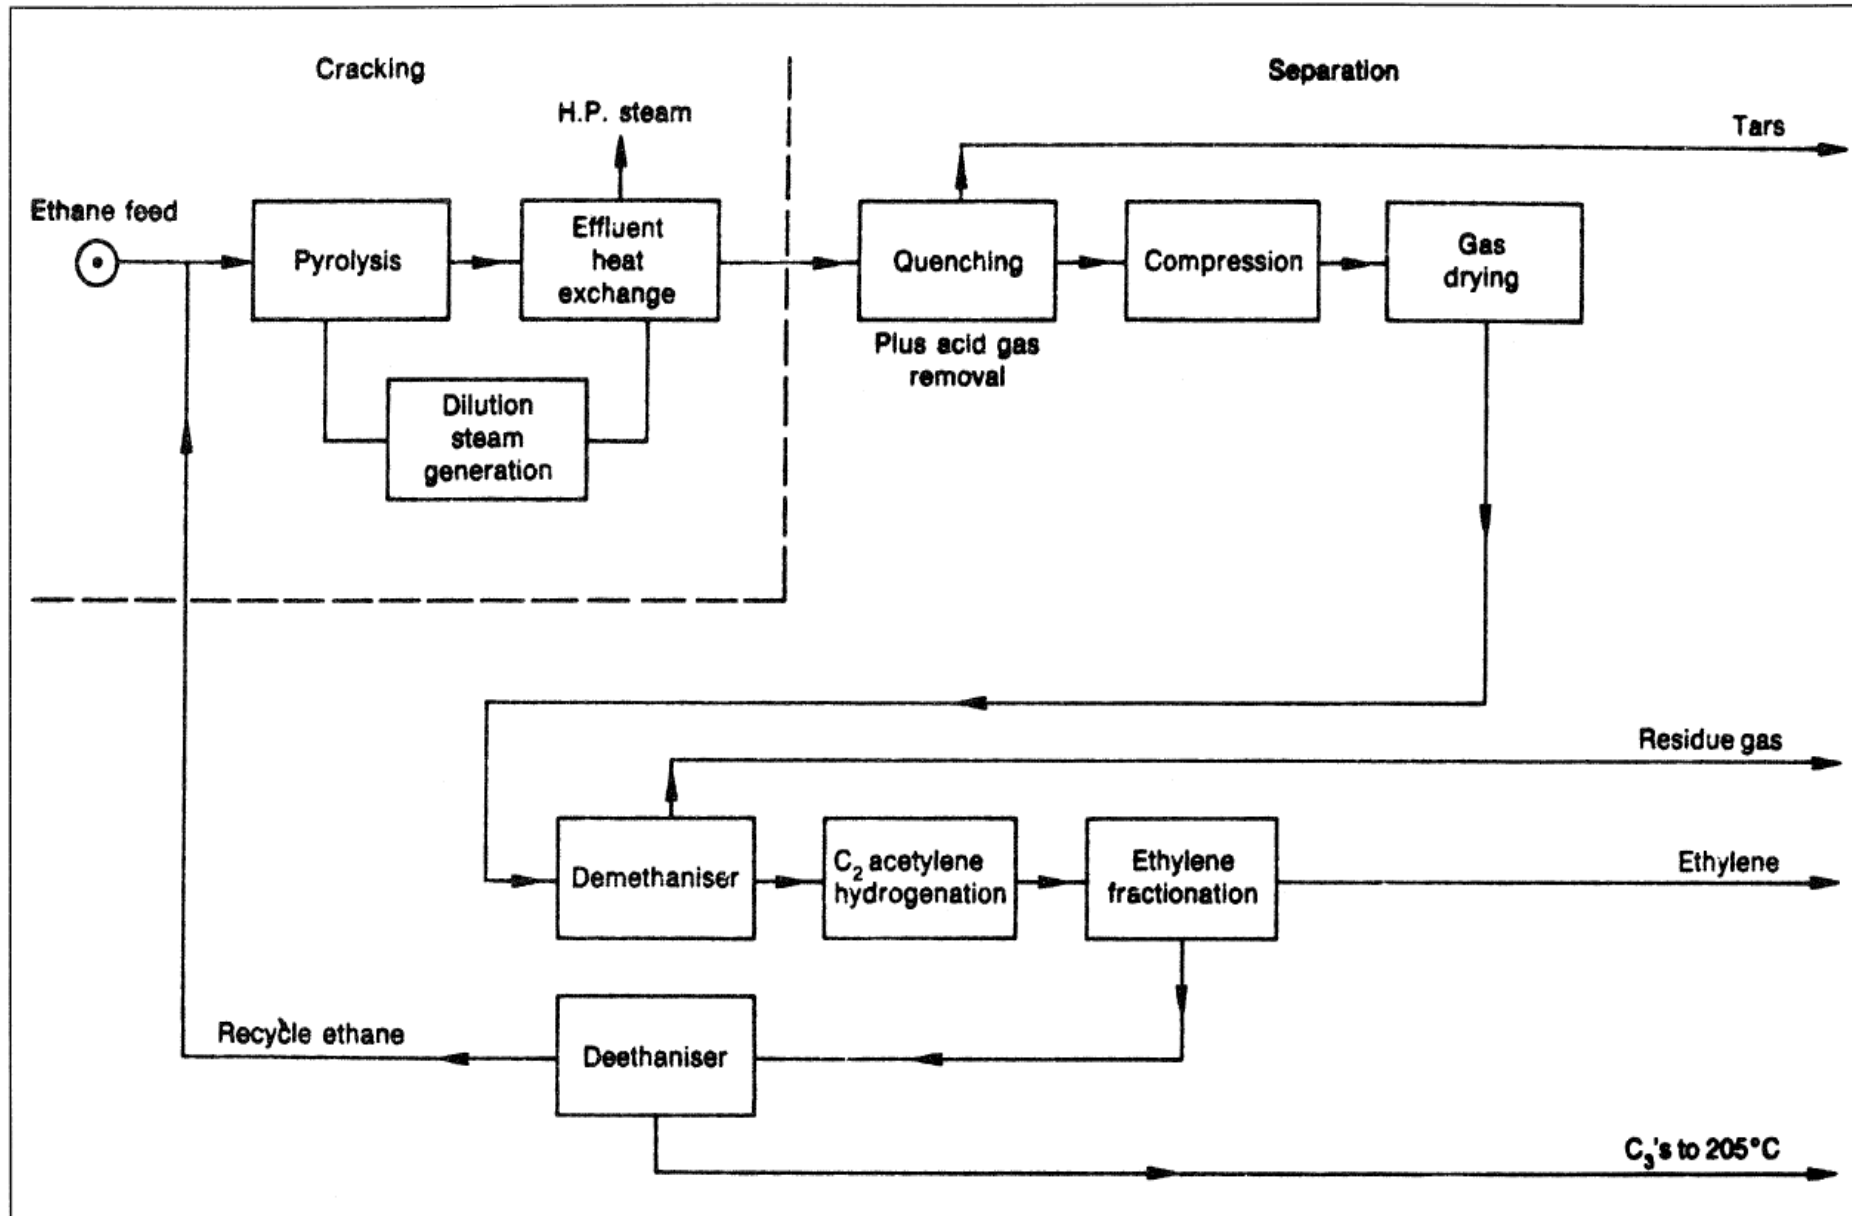 Cracking
Separation
H.P. steam
Tars
Ethane feed
Pyrolysis
Effluent
heat
exchange
Quenching
Compression
Gas
drying
Plus acid gas
removal
Dilution
steam
generation
Residue gas
Demethaniser
C₂ acetylene
hydrogenation
Ethylene
fractionation
Ethylene
Recycle ethane
Deethaniser
C₃'s to 205°C